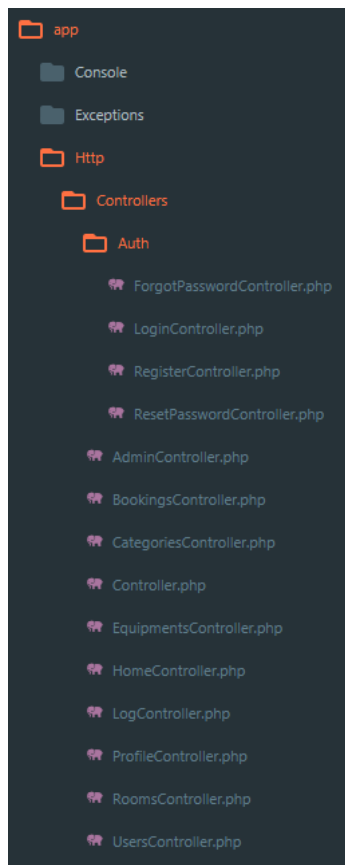 app
Console
Exceptions
Http
Controllers
Auth
ForgotPasswordController.php
LoginController.php
RegisterController.php
ResetPasswordController.php
AdminController.php
BookingsController.php
CategoriesController.php
Controller.php
EquipmentsController.php
HomeController.php
LogController.php
ProfileController.php
RoomsController.php
UsersController.php